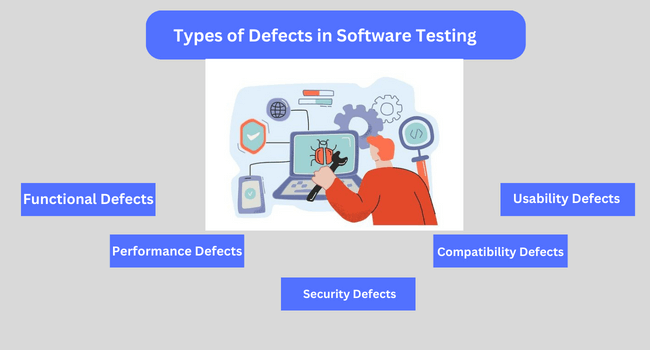 Types of Defects in Software Testing
Functional Defects
Usability Defects
Performance Defects
Compatibility Defects
Security Defects